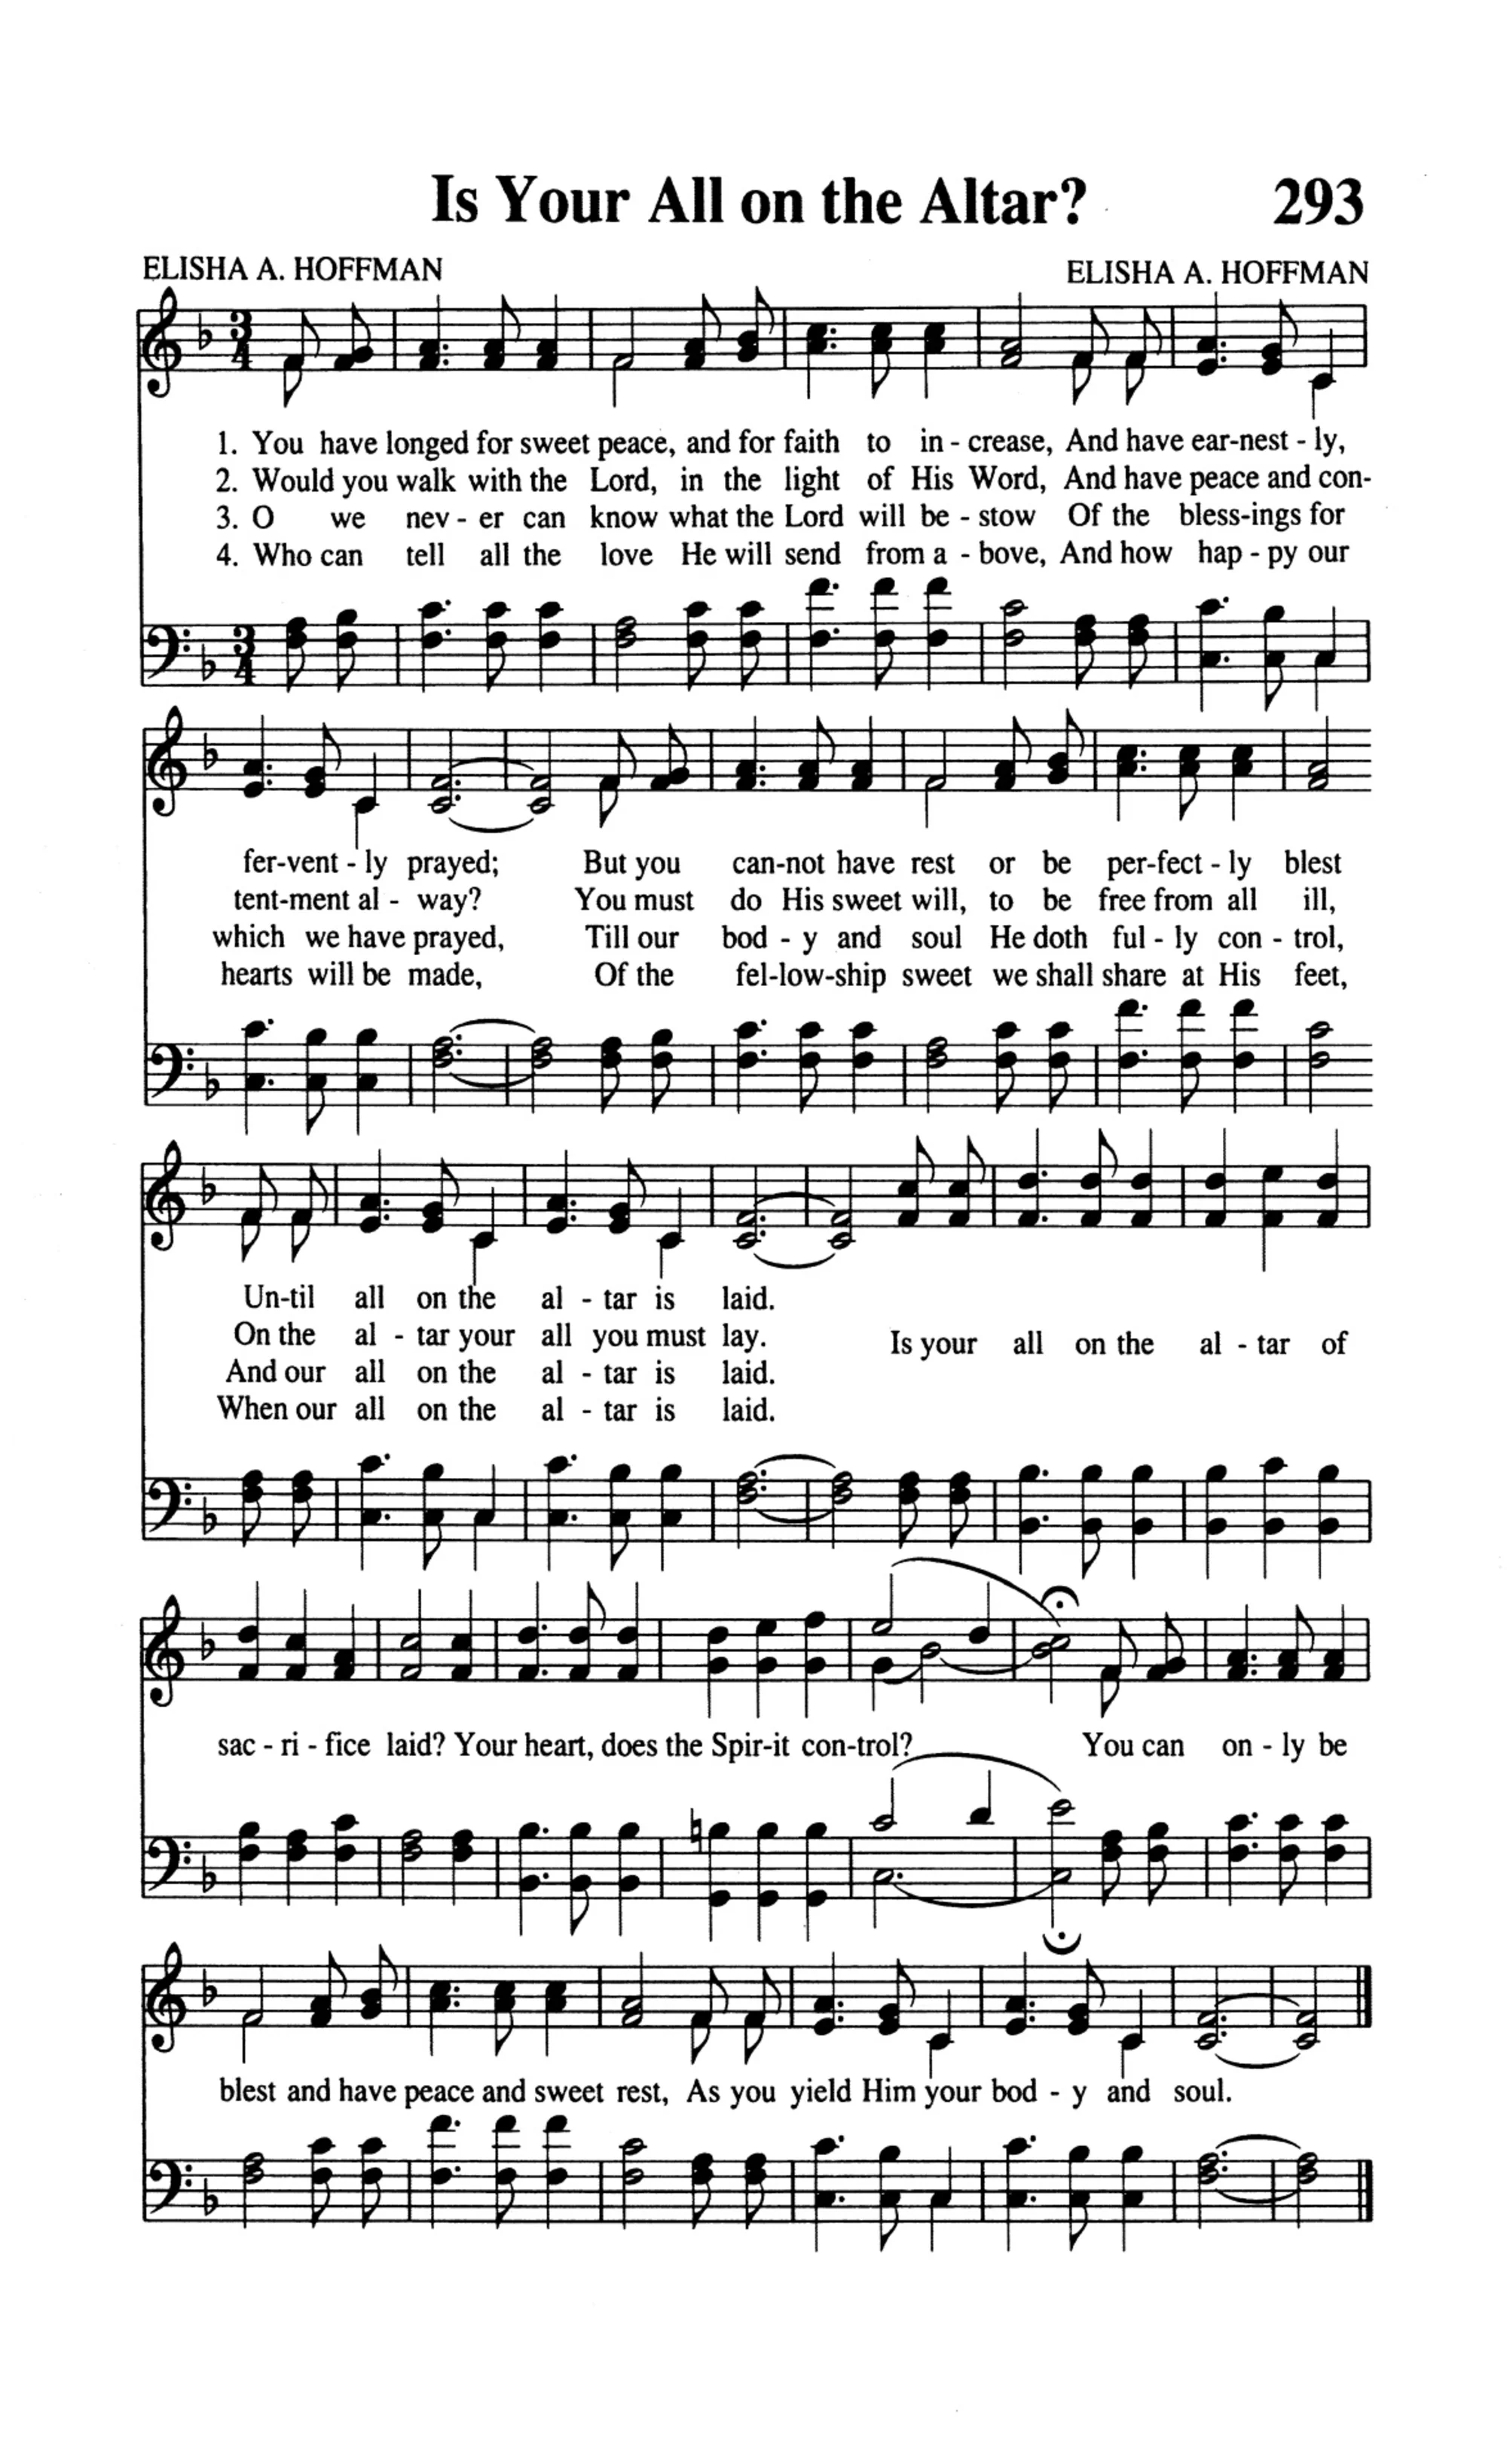 Is Your All on the Altar? 293
ELISHA A. HOFFMAN ELISHA A. HOFFMAN
3 4
1. You have longed for sweet peace, and for faith to in - crease, And have ear-nest - ly,
2. Would you walk with the Lord, in the light of His Word, And have peace and con-
3. O we nev - er can know what the Lord will be - stow Of the bless-ings for
4. Who can tell all the love He will send from a - bove, And how hap - py our
3 4
fer-vent - ly prayed; But you can-not have rest or be per-fect - ly blest
tent-ment al - way? You must do His sweet will, to be free from all ill,
which we have prayed, Till our bod - y and soul He doth ful - ly con - trol,
hearts will be made, Of the fel-low-ship sweet we shall share at His feet,
Un-til all on the al - tar is laid.
On the al - tar your all you must lay. Is your all on the al - tar of
And our all on the al - tar is laid.
When our all on the al - tar is laid.
sac - ri - fice laid? Your heart, does the Spir-it con-trol? You can on - ly be
blest and have peace and sweet rest, As you yield Him your bod - y and soul.